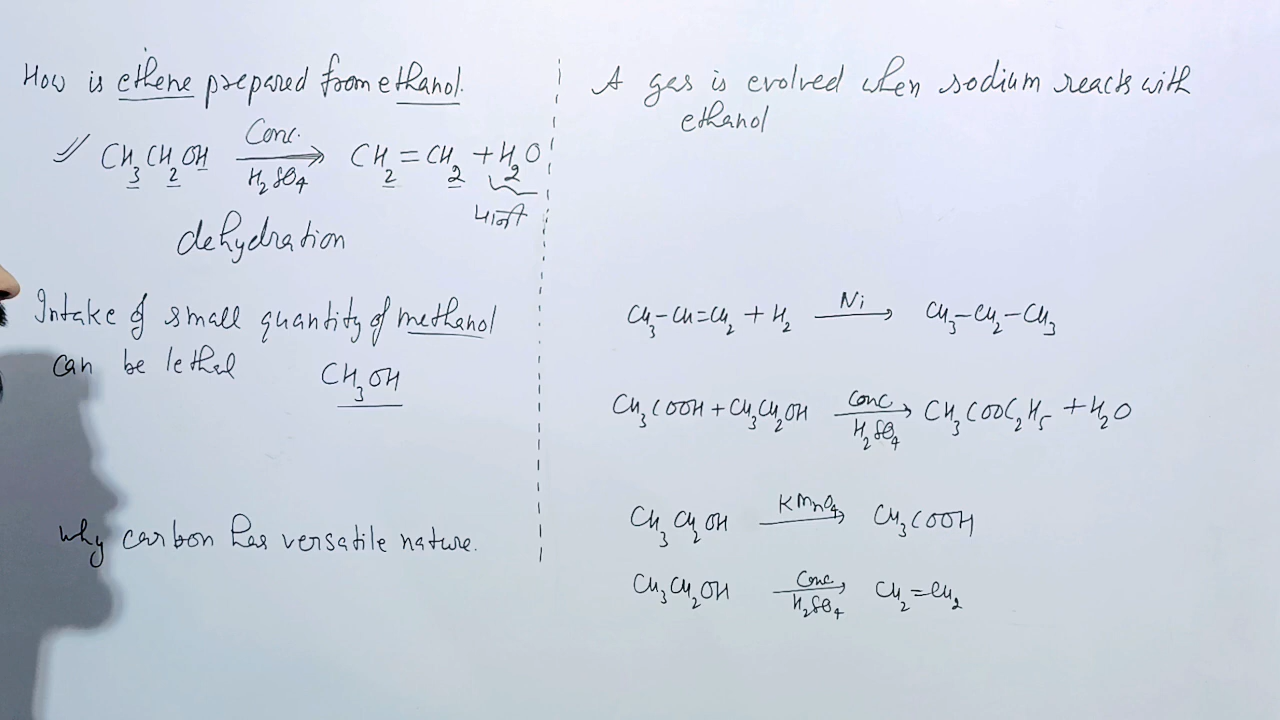 How is ethene prepared from ethanol.
Conc.
CH3CH2OH → CH2=CH2 + H2O
H2SO4
dehydration
Intake of small quantity of methanol
can be lethal
CH3OH
why carbon has versatile nature.
A gas is evolved when sodium reacts with
ethanol
Ni
CH3-CH=CH2 + H2 → CH3-CH2-CH3
Conc
CH3COOH + CH3CH2OH → CH3COOC2H5 + H2O
H2SO4
KMnO4
CH3CH2OH → CH3COOH
Conc
CH3CH2OH → CH2=CH2
H2SO4